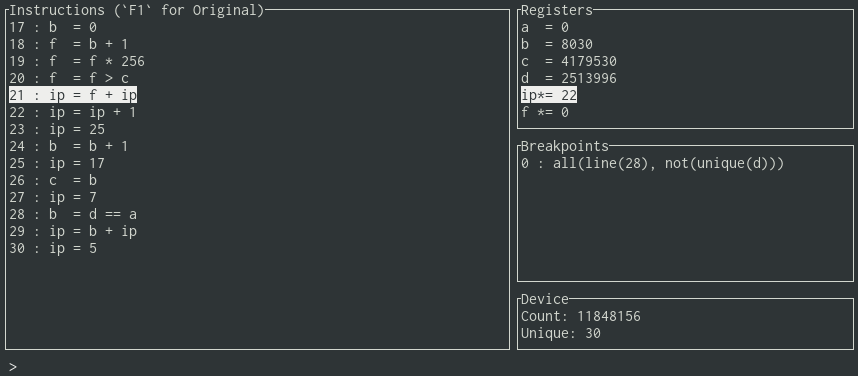 Instructions (`F1` for Original)
17 : b  = 0
18 : f  = b + 1
19 : f  = f * 256
20 : f  = f > c
21 : ip = f + ip
22 : ip = ip + 1
23 : ip = 25
24 : b  = b + 1
25 : ip = 17
26 : c  = b
27 : ip = 7
28 : b  = d == a
29 : ip = b + ip
30 : ip = 5
Registers
a  = 0
b  = 8030
c  = 4179530
d  = 2513996
ip*= 22
f *= 0
Breakpoints
0 : all(line(28), not(unique(d)))
Device
Count: 11848156
Unique: 30
>